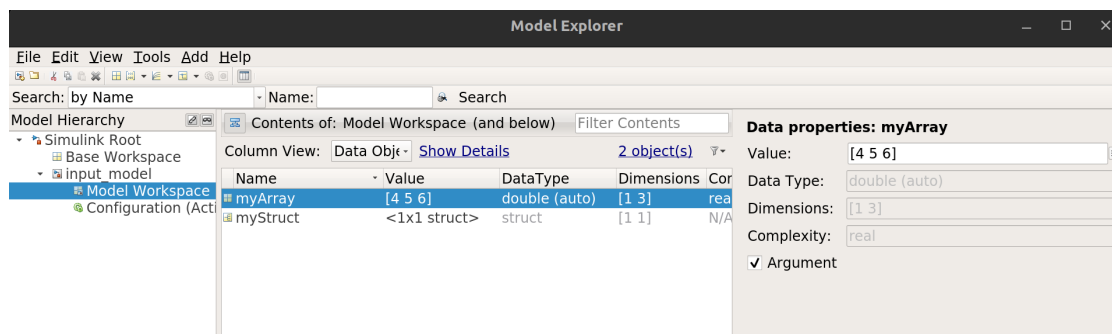 Model Explorer
File Edit View Tools Add Help
Search: by Name Name: Search
Model Hierarchy
Simulink Root
Base Workspace
input_model
Model Workspace
Configuration (Acti
Contents of: Model Workspace (and below) Filter Contents
Column View: Data Obje Show Details 2 object(s)
Name Value DataType Dimensions Cor
myArray [4 5 6] double (auto) [1 3] rea
myStruct <1x1 struct> struct [1 1] N/A
Data properties: myArray
Value: [4 5 6]
Data Type: double (auto)
Dimensions: [1 3]
Complexity: real
Argument